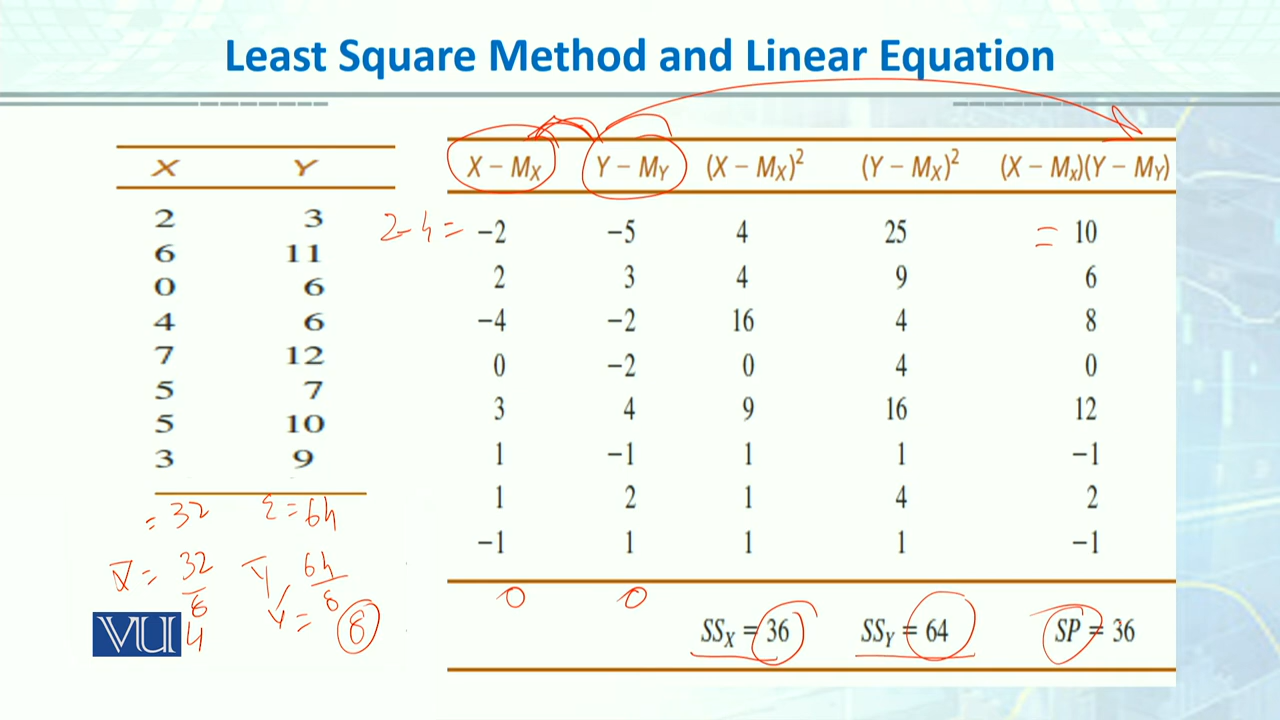 Least Square Method and Linear Equation
X Y
2 3
6 11
0 6
4 6
7 12
5 7
5 10
3 9
= 32 Σ = 64
X̄ = 32/8 Ȳ 64/8
4 Y = 8
VU
X − M_X Y − M_Y (X − M_X)² (Y − M_X)² (X − M_x)(Y − M_Y)
2-4 = −2 −5 4 25 = 10
2 3 4 9 6
−4 −2 16 4 8
0 −2 0 4 0
3 4 9 16 12
1 −1 1 1 −1
1 2 1 4 2
−1 1 1 1 −1
0 0
SS_X = 36 SS_Y = 64 SP = 36